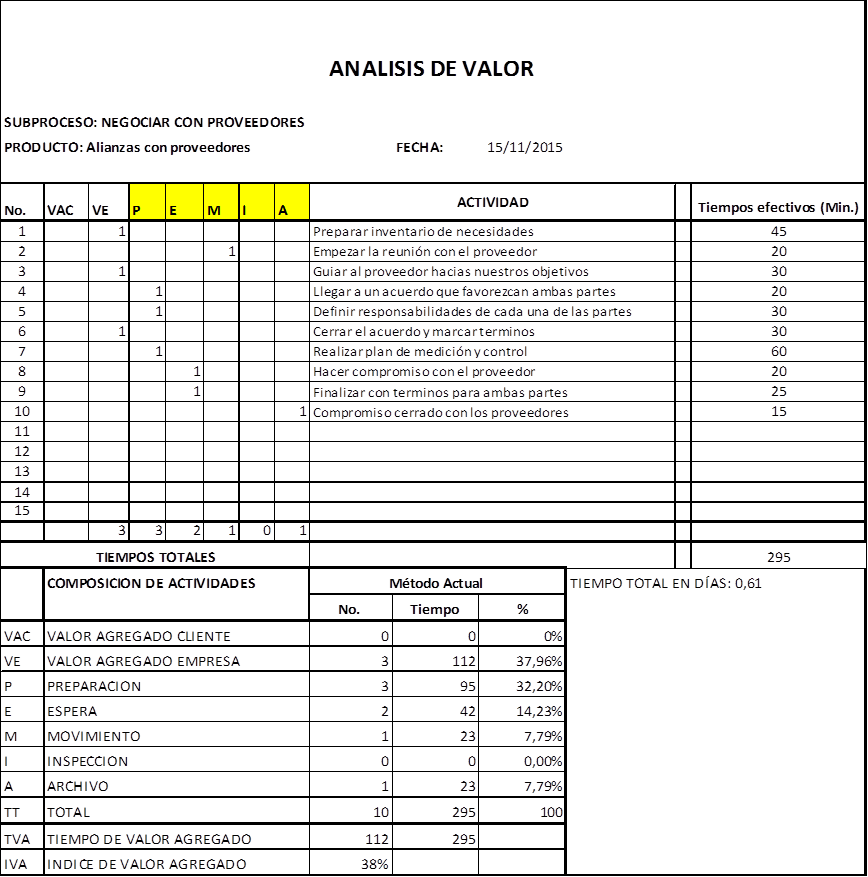 ANALISIS DE VALOR
SUBPROCESO: NEGOCIAR CON PROVEEDORES
PRODUCTO: Alianzas con proveedores FECHA: 15/11/2015
No. VAC VE P E M I A ACTIVIDAD Tiempos efectivos (Min.)
1 1 Preparar inventario de necesidades 45
2 1 Empezar la reunión con el proveedor 20
3 1 Guiar al proveedor hacias nuestros objetivos 30
4 1 Llegar a un acuerdo que favorezcan ambas partes 20
5 1 Definir responsabilidades de cada una de las partes 30
6 1 Cerrar el acuerdo y marcar terminos 30
7 1 Realizar plan de medición y control 60
8 1 Hacer compromiso con el proveedor 20
9 1 Finalizar con terminos para ambas partes 25
10 1 Compromiso cerrado con los proveedores 15
11
12
13
14
15
3 3 2 1 0 1
TIEMPOS TOTALES 295
COMPOSICION DE ACTIVIDADES Método Actual TIEMPO TOTAL EN DÍAS: 0,61
No. Tiempo %
VAC VALOR AGREGADO CLIENTE 0 0 0%
VE VALOR AGREGADO EMPRESA 3 112 37,96%
P PREPARACION 3 95 32,20%
E ESPERA 2 42 14,23%
M MOVIMIENTO 1 23 7,79%
I INSPECCION 0 0 0,00%
A ARCHIVO 1 23 7,79%
TT TOTAL 10 295 100
TVA TIEMPO DE VALOR AGREGADO 112 295
IVA INDICE DE VALOR AGREGADO 38%